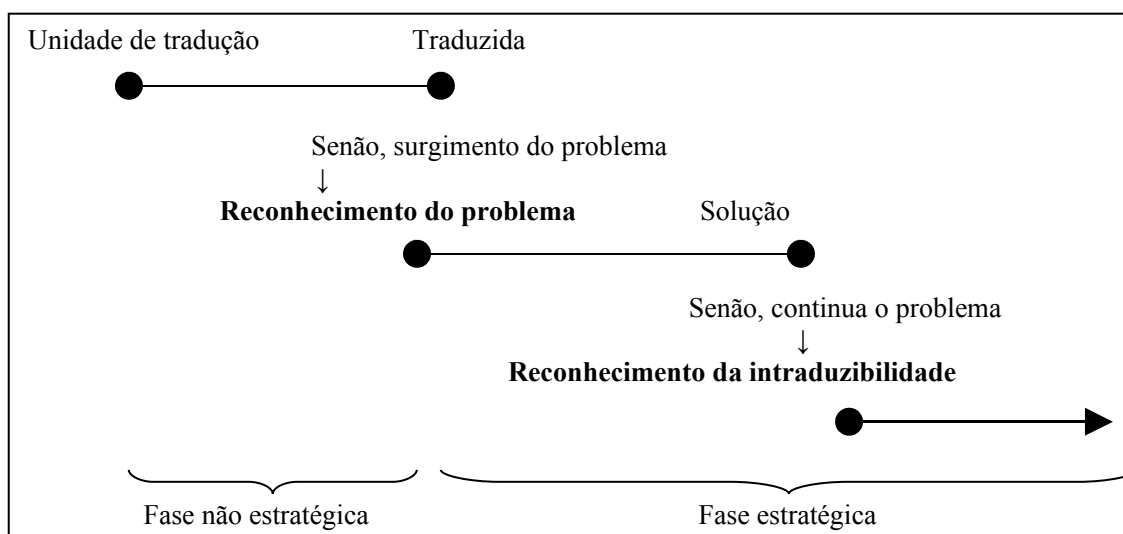 Unidade de tradução Traduzida
Senão, surgimento do problema
↓
Reconhecimento do problema Solução
Senão, continua o problema
↓
Reconhecimento da intraduzibilidade
Fase não estratégica Fase estratégica